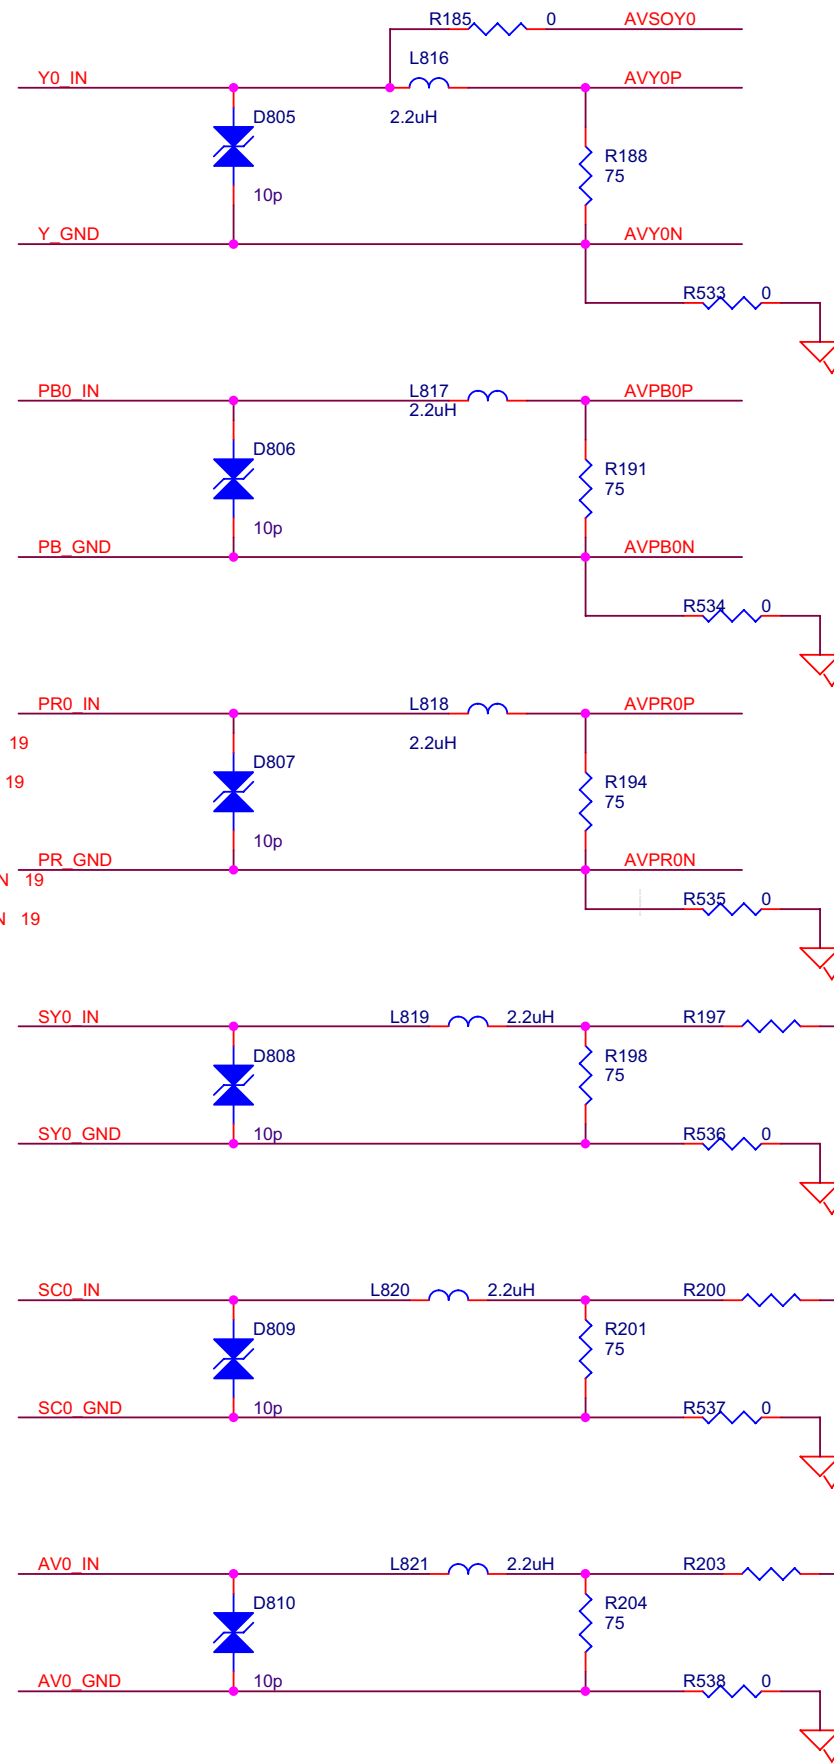 R185 0 AVSOY0
L816
Y0_IN AVY0P
D805 2.2uH
R188
75
10p
Y_GND AVY0N
R533 0
PB0_IN L817 AVPB0P
2.2uH
D806
R191
75
10p
PB_GND AVPB0N
R534 0
PR0_IN L818 AVPR0P
19 2.2uH
D807
19 R194
75
10p
PR_GND AVPR0N
N 19
R535 0
N 19
SY0_IN L819 2.2uH R197
D808 R198
75
SY0_GND 10p R536 0
SC0_IN L820 2.2uH R200
D809 R201
75
SC0_GND 10p R537 0
AV0_IN L821 2.2uH R203
D810 R204
75
AV0_GND 10p R538 0